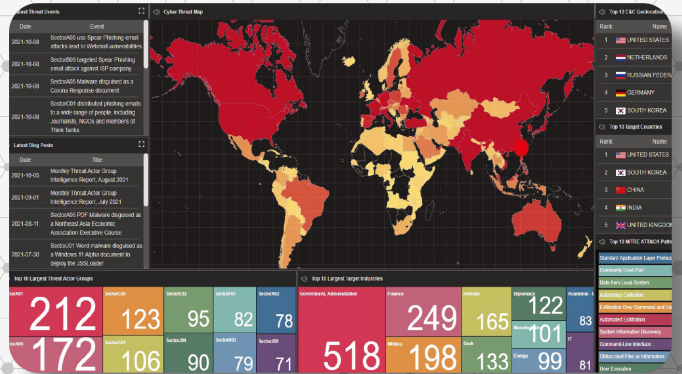 Latest Threat Events
Date Event
2021-10-08
SectorA05 use Spear Phishing email
attacks lead to Webmail vulnerabilities
2021-10-08
SectorB09 targeted Spear Phishing
email attack against ISP company
2021-10-08
SectorA05 Malware disguised as a
Corona Response document
2021-10-08
SectorC01 distributed phishing emails
to a wide range of people, including
Journalists, NGOs and members of
Think Tanks
Latest Blog Posts
Date Title
2021-10-05
Monthly Threat Actor Group
Intelligence Report, August 2021
2021-09-01
Monthly Threat Actor Group
Intelligence Report, July 2021
2021-08-11
SectorA05 PDF Malware disguised as
a Northeast Asia Economic
Association Executive Course
2021-07-30
SectorJ01 Word malware disguised as
a Windows 11 Alpha document to
deploy the JSSLoader
Cyber Threat Map
Top 10 C&C Geolocation
Rank Name
1 UNITED STATES
2 NETHERLANDS
3 RUSSIAN FEDER
4 GERMANY
5 SOUTH KOREA
Top 10 Target Countries
Rank Name
1 UNITED STATES
2 SOUTH KOREA
3 CHINA
4 INDIA
5 UNITED KINGDOM
Top 10 MITRE ATT&CK Patte
Standard Application Layer Protoco
Commonly Used Port
Data from Local System
Automated Collection
Exfiltration Over Command and Co
Automated Exfiltration
System Information Discovery
Command-Line Interface
Obfuscated Files or Information
User Execution
Top 10 Largest Threat Actor Groups
212
123
95
82
78
172
SectorC01
106
90
79
71
Top 10 Largest Target Industries
Government, Administration
518
Finance
249
Military
198
Defense
165
Bank
133
Diplomacy
122
101
Energy
99
83
IT
81